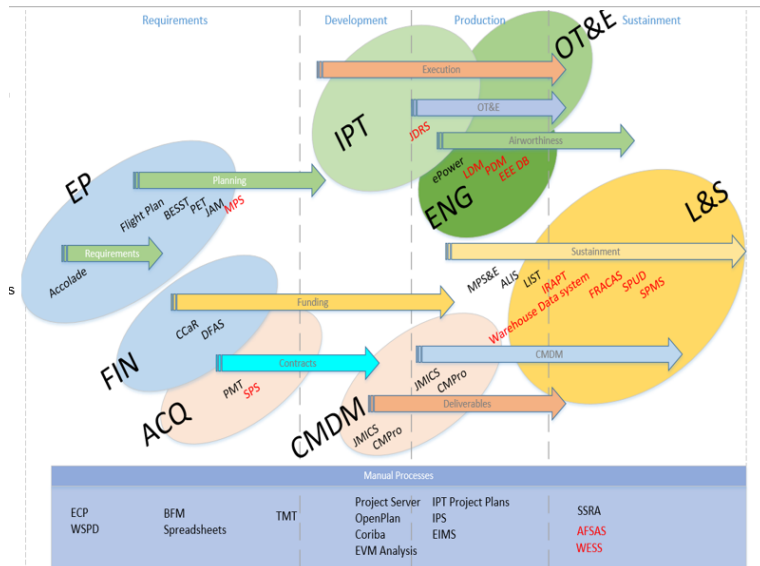 Requirements
Development
Production
Sustainment
OT&E
Execution
IPT
OT&E
JDRS
Airworthiness
ePower
LDM
PDM
EEE DB
ENG
EP
Planning
Flight Plan
BESST
PET
JAM
MPS
L&S
Requirements
Accolade
Sustainment
MPS&E
ALIS
LIST
IRAPT
Warehouse Data system
FRACAS
SPUD
SPMS
s
Funding
CCaR
DFAS
FIN
CMDM
JMICS
CMPro
Contracts
PMT
SPS
ACQ
CMDM
Deliverables
JMICS
CMPro
Manual Processes
ECP
WSPD
BFM
Spreadsheets
TMT
Project Server
OpenPlan
Coriba
EVM Analysis
IPT Project Plans
IPS
EIMS
SSRA
AFSAS
WESS